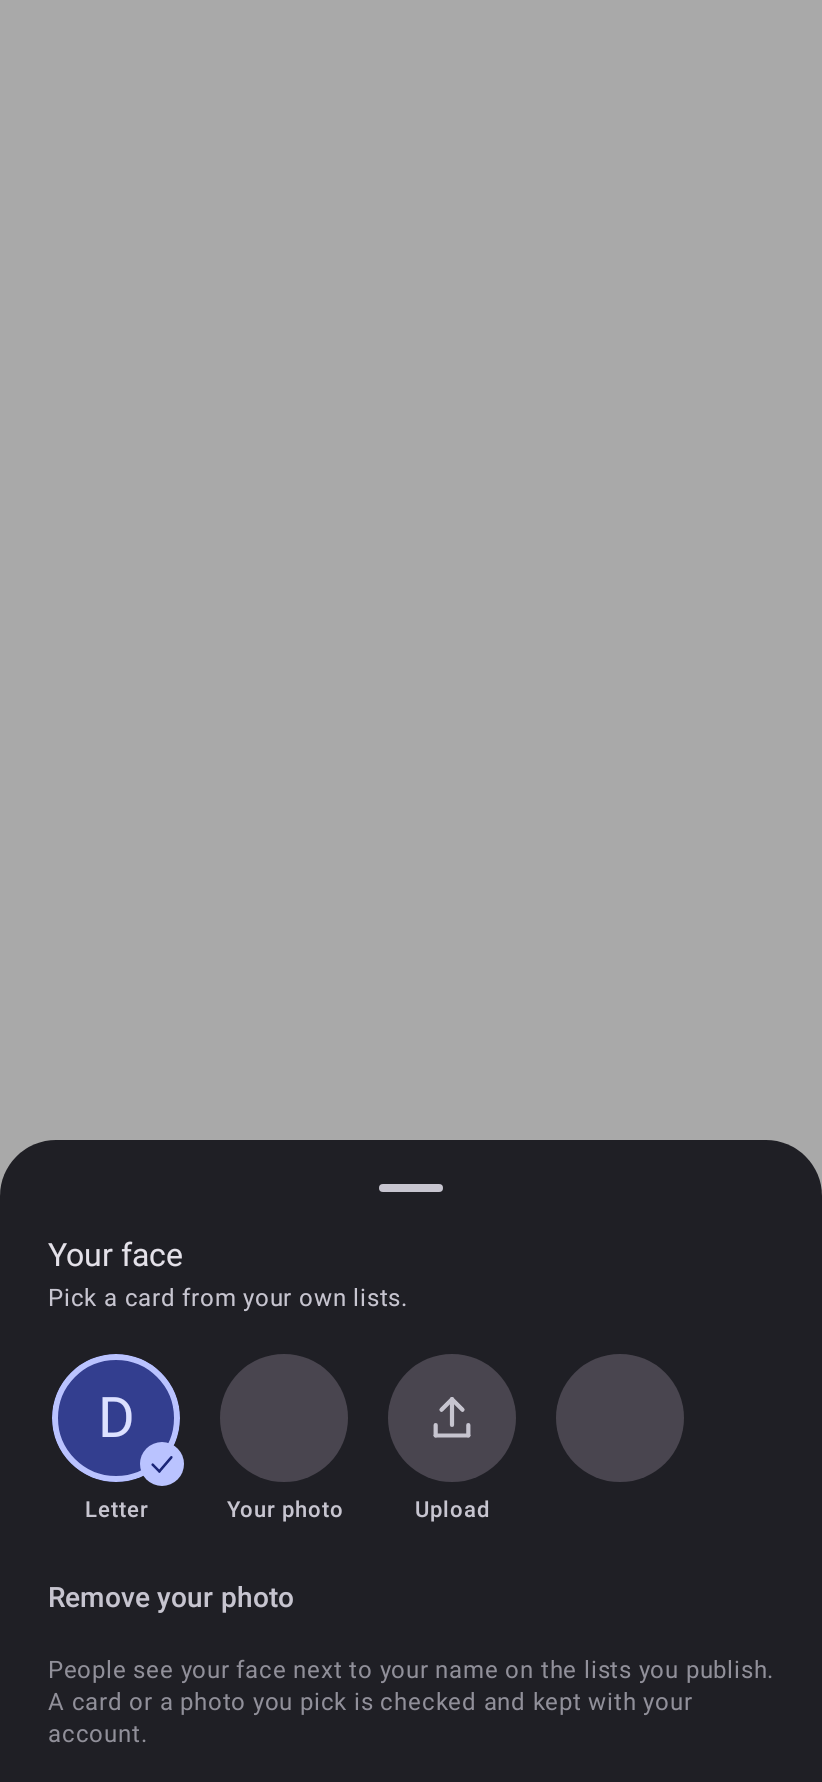 Your face
Pick a card from your own lists.
D
Letter
Your photo
Upload
Remove your photo
People see your face next to your name on the lists you publish.
A card or a photo you pick is checked and kept with your
account.